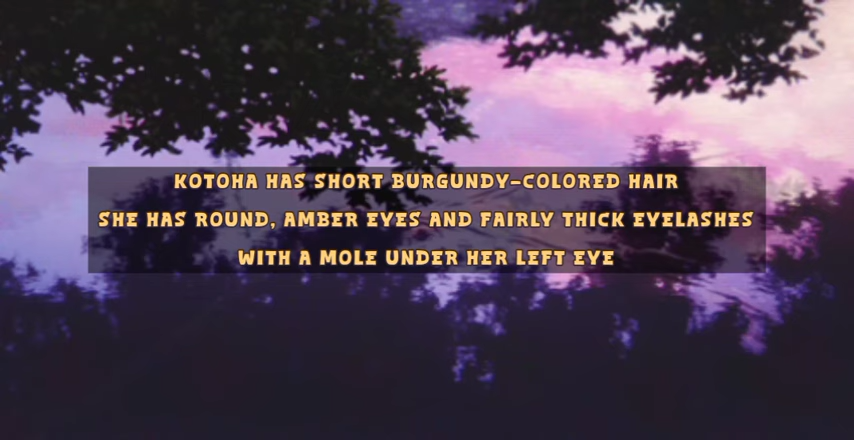 KOTOHA HAS SHORT BURGUNDY-COLORED HAIR
SHE HAS ROUND, AMBER EYES AND FAIRLY THICK EYELASHES
WITH A MOLE UNDER HER LEFT EYE